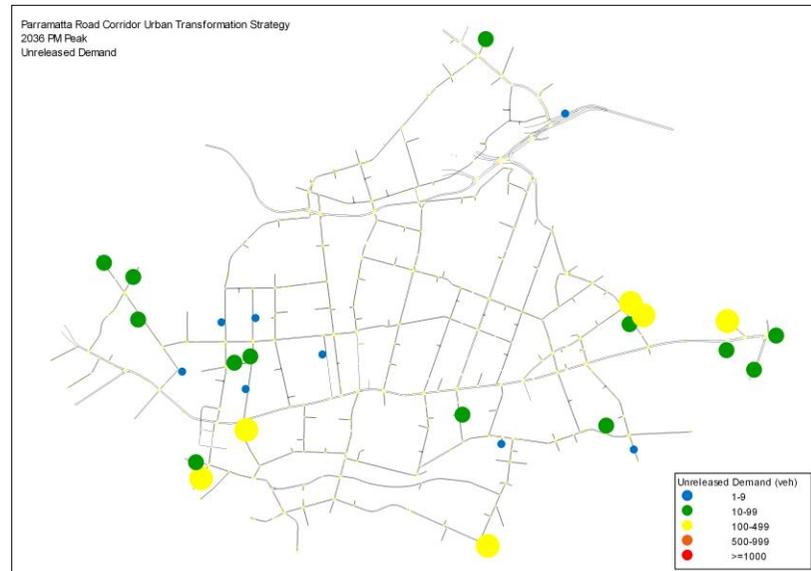 Parramatta Road Corridor Urban Transformation Strategy
2036 PM Peak
Unreleased Demand
Unreleased Demand (veh)
1-9
10-99
100-499
500-999
>=1000